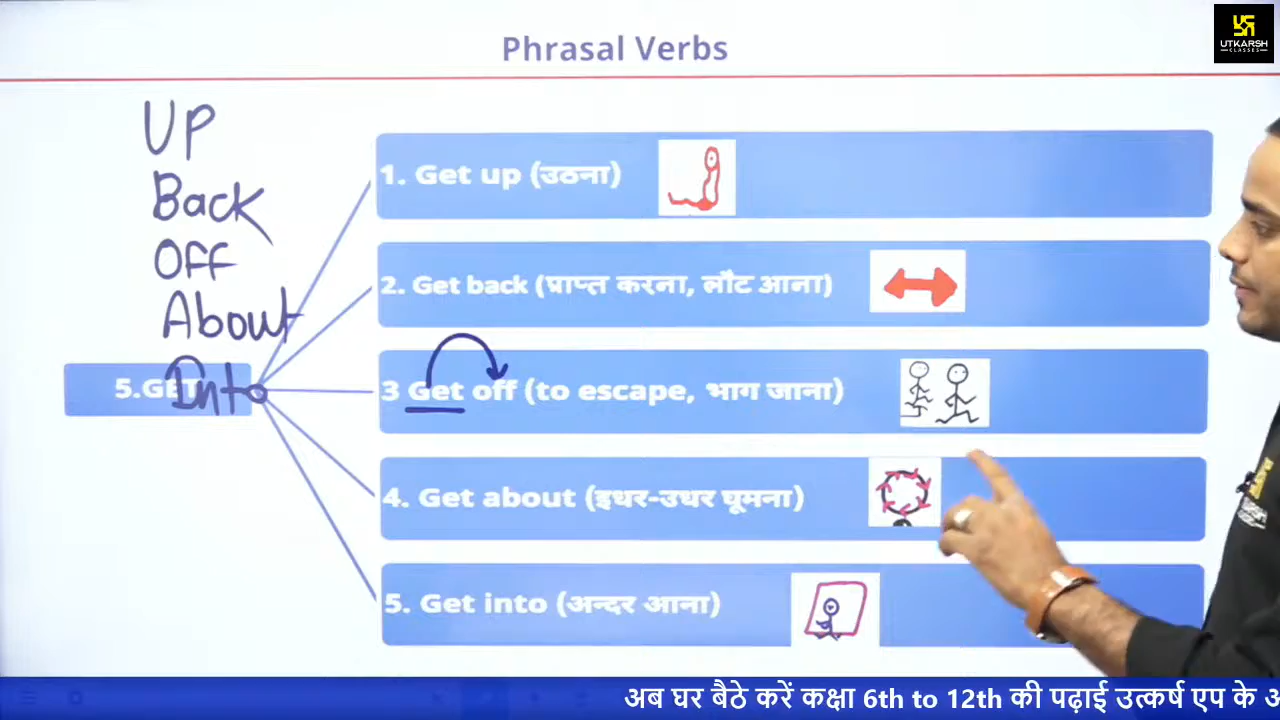 Phrasal Verbs
UTKARSH
CLASSES
UP
Back
Off
About
Into
5.GET
1. Get up (उठना)
2. Get back (प्राप्त करना, लौट आना)
3 Get off (to escape, भाग जाना)
4. Get about (इधर-उधर घूमना)
5. Get into (अन्दर आना)
अब घर बैठे करें कक्षा 6th to 12th की पढ़ाई उत्कर्ष एप के